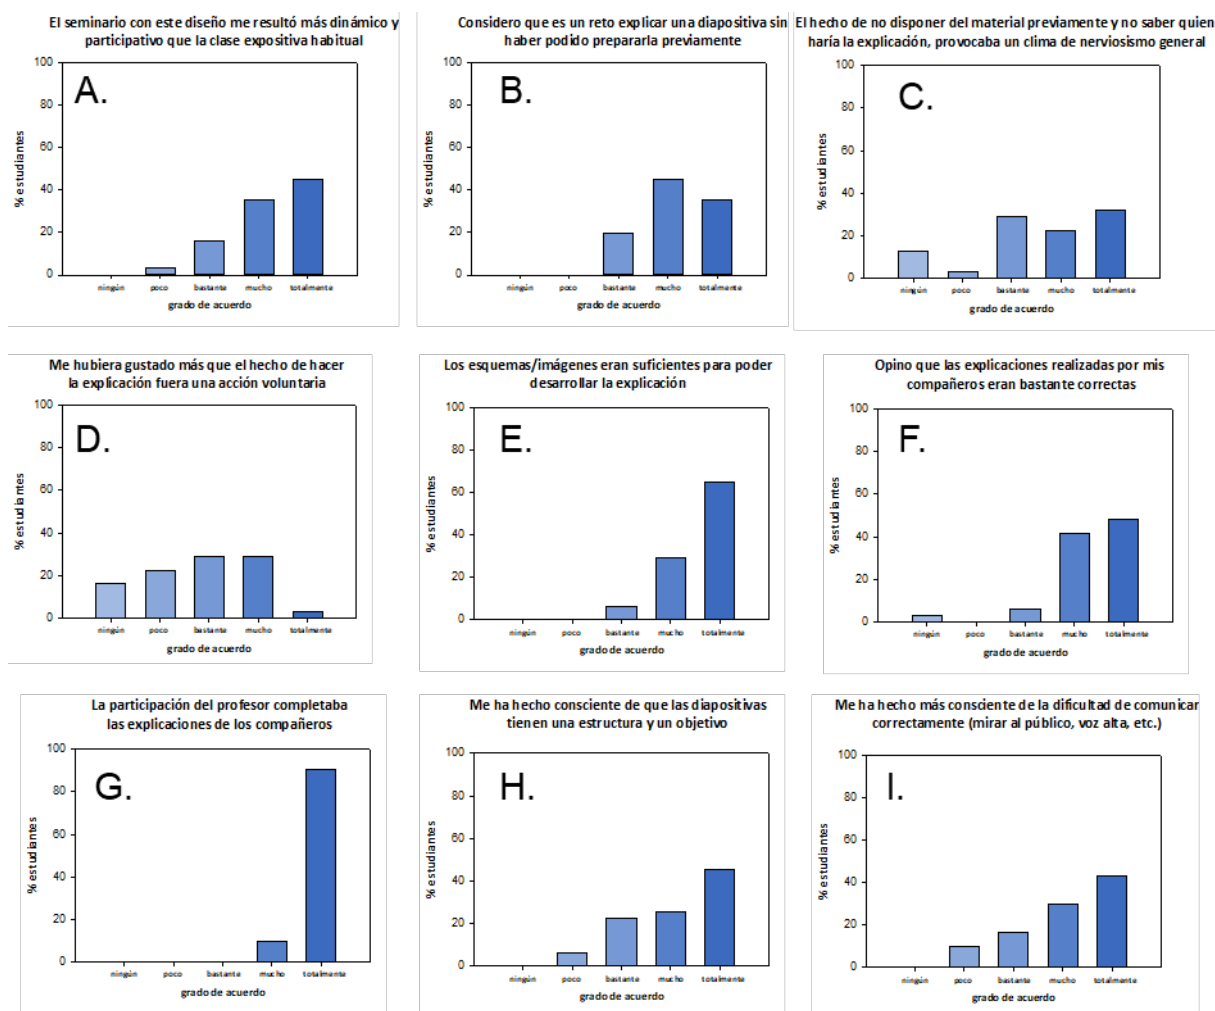 El seminario con este diseño me resultó más dinámico y
participativo que la clase expositiva habitual
A.
100
80
60
40
20
0
% estudiantes
ningún poco bastante mucho totalmente
grado de acuerdo
Considero que es un reto explicar una diapositiva sin
haber podido prepararla previamente
B.
100
80
60
40
20
0
% estudiantes
ningún poco bastante mucho totalmente
grado de acuerdo
El hecho de no disponer del material previamente y no saber quien
haría la explicación, provocaba un clima de nerviosismo general
C.
100
80
60
40
20
0
% estudiantes
ningún poco bastante mucho totalmente
grado de acuerdo
Me hubiera gustado más que el hecho de hacer
la explicación fuera una acción voluntaria
D.
100
80
60
40
20
0
% estudiantes
ningún poco bastante mucho totalmente
grado de acuerdo
Los esquemas/imágenes eran suficientes para poder
desarrollar la explicación
E.
100
80
60
40
20
0
% estudiantes
ningún poco bastante mucho totalmente
grado de acuerdo
Opino que las explicaciones realizadas por mis
compañeros eran bastante correctas
F.
100
80
60
40
20
0
% estudiantes
ningún poco bastante mucho totalmente
grado de acuerdo
La participación del profesor completaba
las explicaciones de los compañeros
G.
100
80
60
40
20
0
% estudiantes
ningún poco bastante mucho totalmente
grado de acuerdo
Me ha hecho consciente de que las diapositivas
tienen una estructura y un objetivo
H.
100
80
60
40
20
0
% estudiantes
ningún poco bastante mucho totalmente
grado de acuerdo
Me ha hecho más consciente de la dificultad de comunicar
correctamente (mirar al público, voz alta, etc.)
I.
100
80
60
40
20
0
% estudiantes
ningún poco bastante mucho totalmente
grado de acuerdo